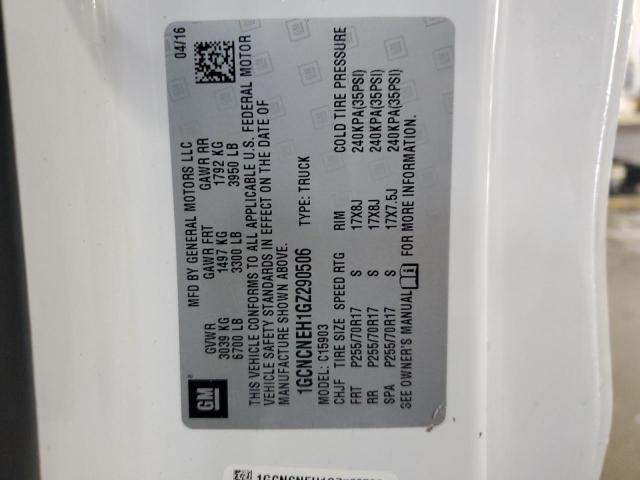 GM
MFD BY GENERAL MOTORS LLC
04/16
GVWR GAWR FRT GAWR RR
3039 KG 1497 KG 1792 KG
6700 LB 3300 LB 3950 LB
THIS VEHICLE CONFORMS TO ALL APPLICABLE U.S. FEDERAL MOTOR
VEHICLE SAFETY STANDARDS IN EFFECT ON THE DATE OF
MANUFACTURE SHOWN ABOVE.
1GCNCNEH1GZ290506 TYPE: TRUCK
MODEL: C15903
CHJF TIRE SIZE SPEED RTG RIM COLD TIRE PRESSURE
FRT P255/70R17 S 17X8J 240KPA(35PSI)
RR P255/70R17 S 17X8J 240KPA(35PSI)
SPA P255/70R17 S 17X7.5J 240KPA(35PSI)
SEE OWNER'S MANUAL FOR MORE INFORMATION.